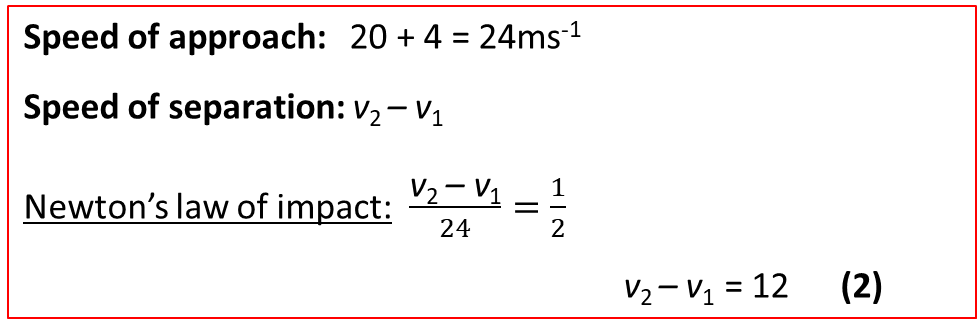 Speed of approach: 20 + 4 = 24ms⁻¹
Speed of separation: v₂ – v₁
Newton's law of impact: (v₂ – v₁)/24 = 1/2
v₂ – v₁ = 12 (2)